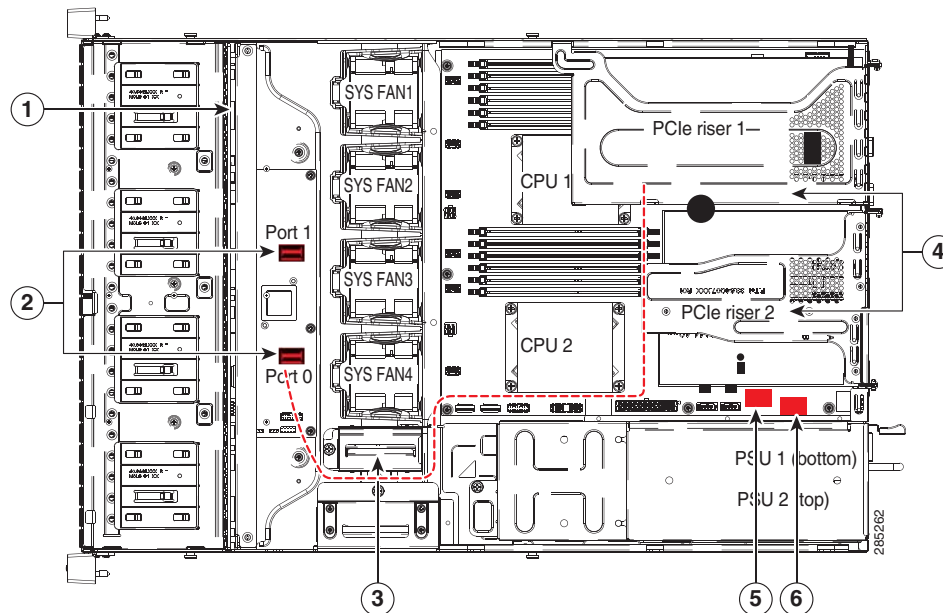 1
SYS FAN1
PCIe riser 1
CPU 1
SYS FAN2
Port 1
4
2
SYS FAN3
PCIe riser 2
CPU 2
Port 0
SYS FAN4
PSU 1 (bottom)
PSU 2 (top)
285262
3
5
6